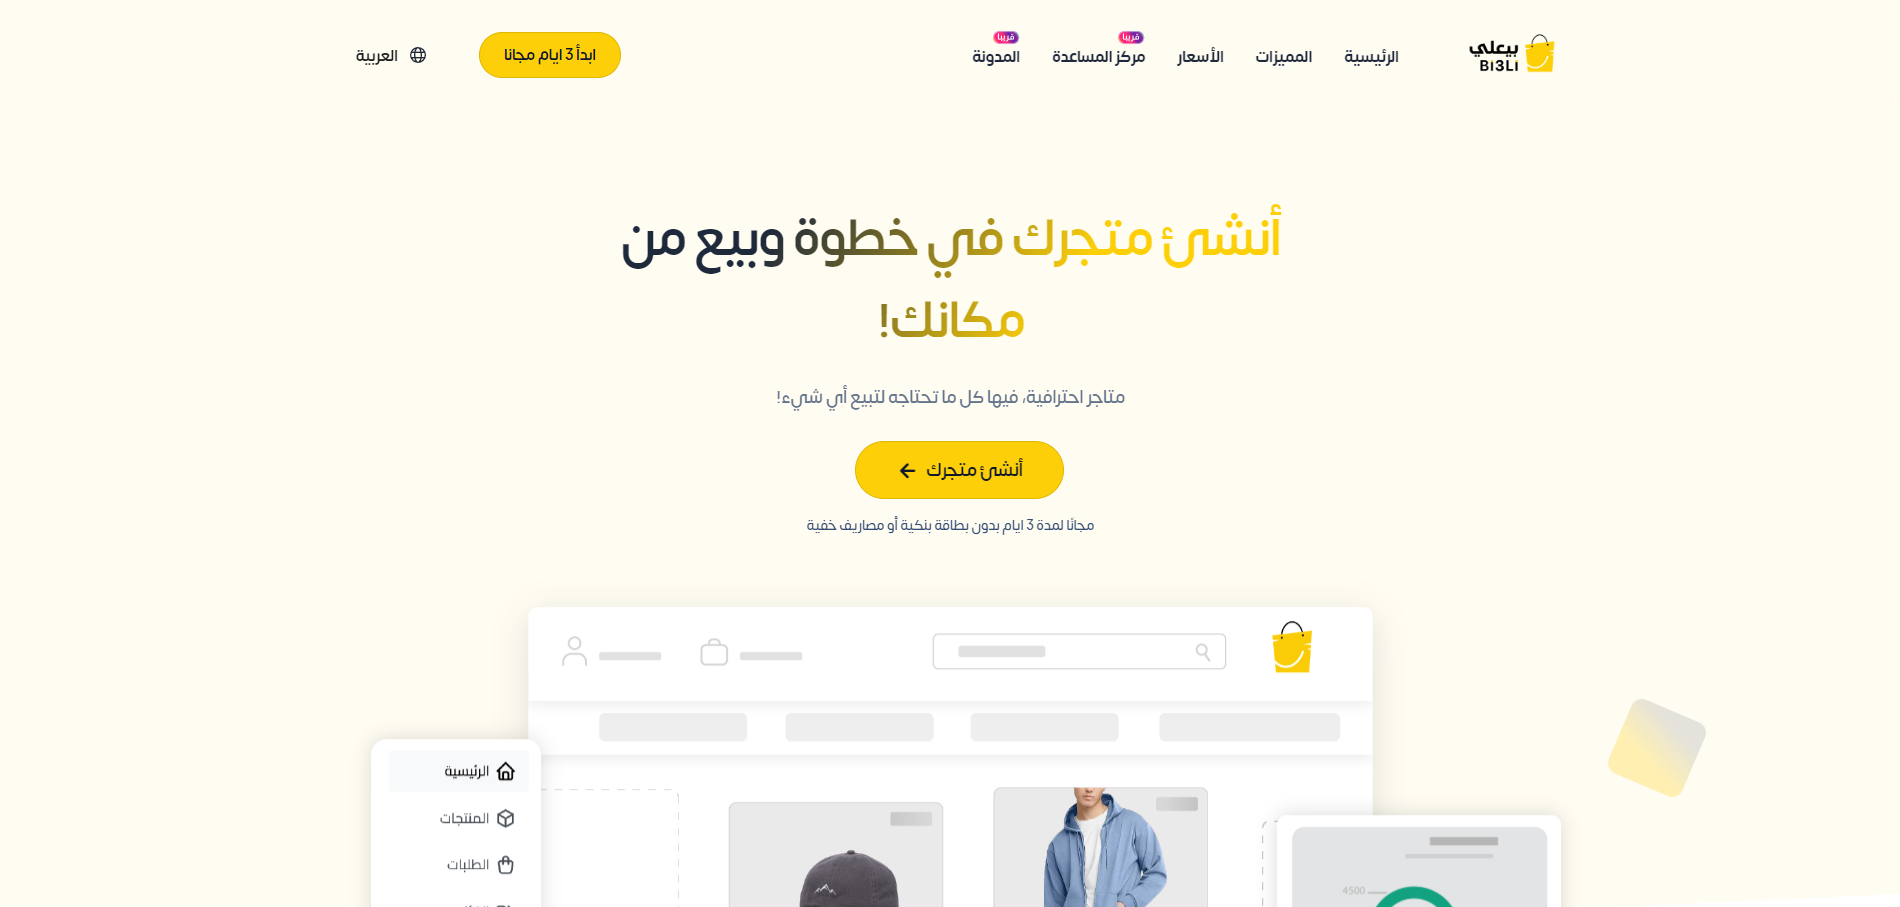 بيعلي
BI3LI
الرئيسية
المميزات
الأسعار
قريبًا
مركز المساعدة
قريبًا
المدونة
ابدأ 3 ايام مجانا
العربية
أنشئ متجرك في خطوة وبيع من
مكانك!
متاجر احترافية، فيها كل ما تحتاجه لتبيع أي شيء!
أنشئ متجرك
مجانًا لمدة 3 ايام بدون بطاقة بنكية أو مصاريف خفية
الرئيسية
المنتجات
الطلبات
4500